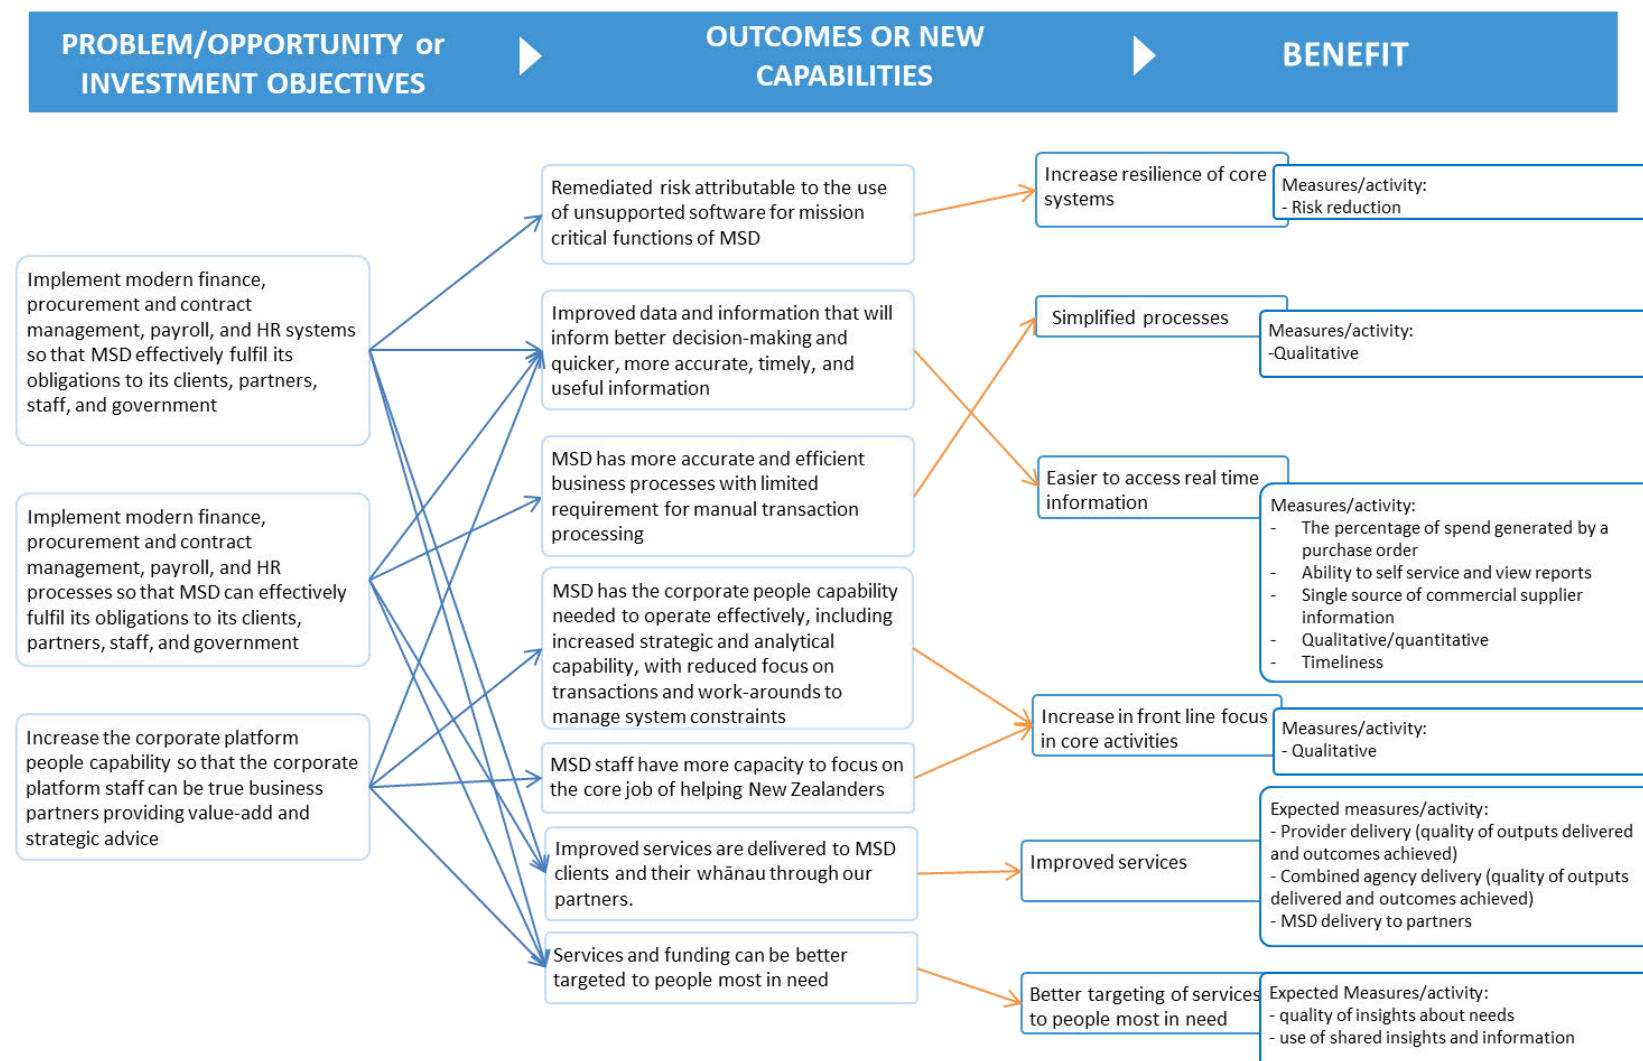 PROBLEM/OPPORTUNITY or
INVESTMENT OBJECTIVES
OUTCOMES OR NEW
CAPABILITIES
BENEFIT
Implement modern finance,
procurement and contract
management, payroll, and HR systems
so that MSD effectively fulfil its
obligations to its clients, partners,
staff, and government
Implement modern finance,
procurement and contract
management, payroll, and HR
processes so that MSD can effectively
fulfil its obligations to its clients,
partners, staff, and government
Increase the corporate platform
people capability so that the corporate
platform staff can be true business
partners providing value-add and
strategic advice
Remediated risk attributable to the use
of unsupported software for mission
critical functions of MSD
Improved data and information that will
inform better decision-making and
quicker, more accurate, timely, and
useful information
MSD has more accurate and efficient
business processes with limited
requirement for manual transaction
processing
MSD has the corporate people capability
needed to operate effectively, including
increased strategic and analytical
capability, with reduced focus on
transactions and work-arounds to
manage system constraints
MSD staff have more capacity to focus on
the core job of helping New Zealanders
Improved services are delivered to MSD
clients and their whānau through our
partners.
Services and funding can be better
targeted to people most in need
Increase resilience of core
systems
Measures/activity:
- Risk reduction
Simplified processes
Measures/activity:
-Qualitative
Easier to access real time
information
Measures/activity:
- The percentage of spend generated by a
purchase order
- Ability to self service and view reports
- Single source of commercial supplier
information
- Qualitative/quantitative
- Timeliness
Increase in front line focus
in core activities
Measures/activity:
- Qualitative
Improved services
Expected measures/activity:
- Provider delivery (quality of outputs delivered
and outcomes achieved)
- Combined agency delivery (quality of outputs
delivered and outcomes achieved)
- MSD delivery to partners
Better targeting of services
to people most in need
Expected Measures/activity:
- quality of insights about needs
- use of shared insights and information